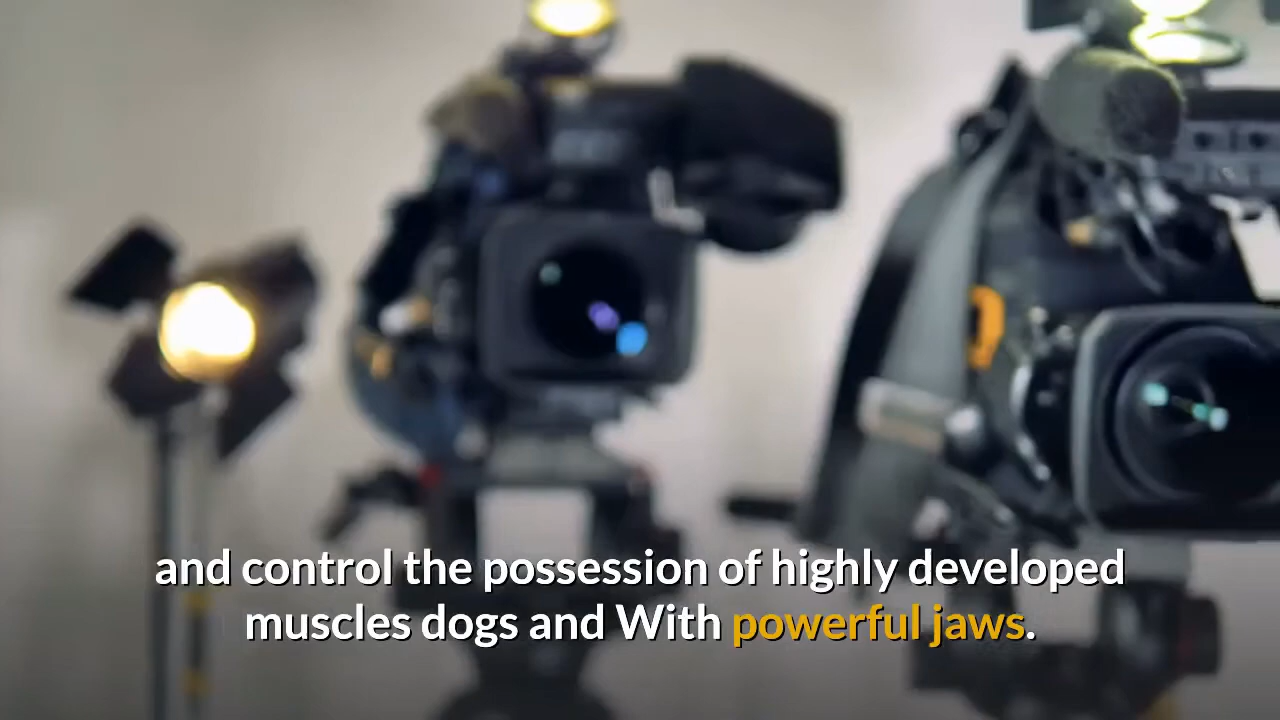 and control the possession of highly developed
muscles dogs and With powerful jaws.